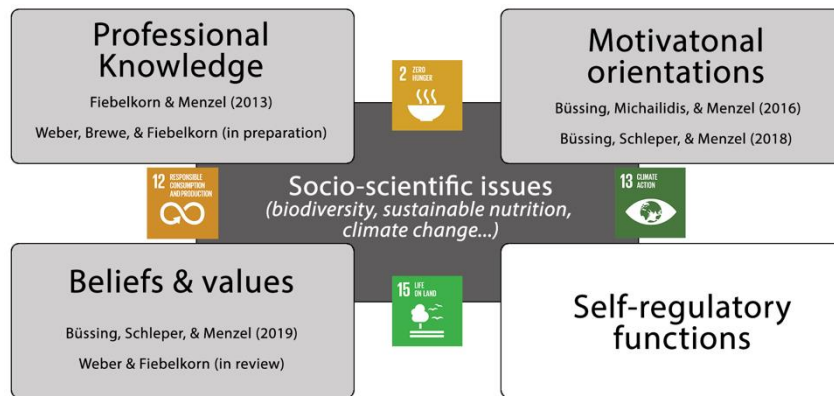 Professional
Knowledge
Fiebelkorn & Menzel (2013)
Weber, Brewe, & Fiebelkorn (in preparation)
2 ZERO
HUNGER
Motivatonal
orientations
Büssing, Michailidis, & Menzel (2016)
Büssing, Schleper, & Menzel (2018)
12 RESPONSIBLE
CONSUMPTION
AND PRODUCTION
Socio-scientific issues
(biodiversity, sustainable nutrition,
climate change...)
13 CLIMATE
ACTION
Beliefs & values
Büssing, Schleper, & Menzel (2019)
Weber & Fiebelkorn (in review)
15 LIFE
ON LAND
Self-regulatory
functions